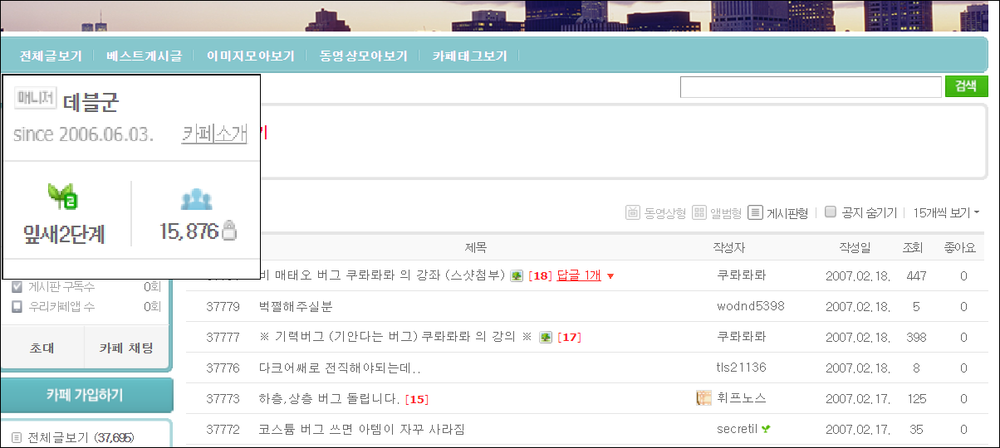 전체글보기 베스트게시글 이미지모아보기 동영상모아보기 카페태그보기
검색
매니저 데블군
since 2006.06.03. 카페소개
기
잎새2단계 15,876
동영상형 앨범형 게시판형 공지 숨기기 15개씩 보기
제목 작성자 작성일 조회 좋아요
비 매태오 버그 쿠롸롸롸 의 강좌 (스샷첨부) [18] 답글 1개 쿠롸롸롸 2007.02.18. 447 0
게시판 구독수 0회
우리카페앱 수 0회
37779 벅쩔해주실분 wodnd5398 2007.02.18. 5 0
37777 ※ 기력버그 (기안다는 버그) 쿠롸롸롸 의 강의 ※ [17] 쿠롸롸롸 2007.02.18. 398 0
초대 카페 채팅
37776 다크어쌔로 전직해야되는데.. tls21136 2007.02.18. 8 0
37773 하층,상층 버그 돌립니다. [15] 휘프노스 2007.02.17. 125 0
카페 가입하기
37772 코스튬 버그 쓰면 아템이 자꾸 사라짐 secretil 2007.02.17. 35 0
전체글보기 (37,695)